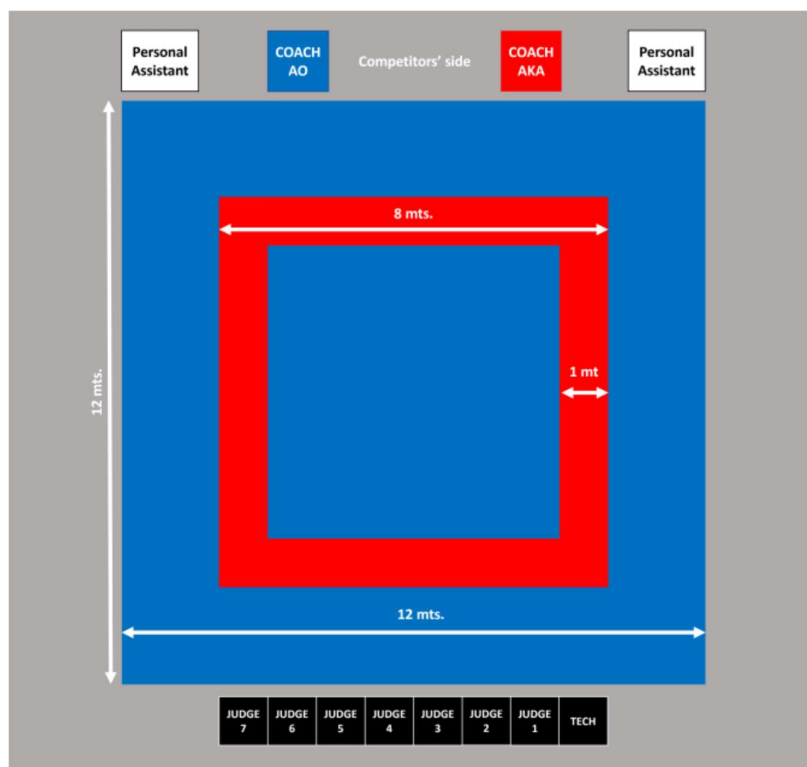 Personal
Assistant
COACH
AO
Competitors' side
COACH
AKA
Personal
Assistant
8 mts.
1 mt
12 mts.
12 mts.
JUDGE
7
JUDGE
6
JUDGE
5
JUDGE
4
JUDGE
3
JUDGE
2
JUDGE
1
TECH